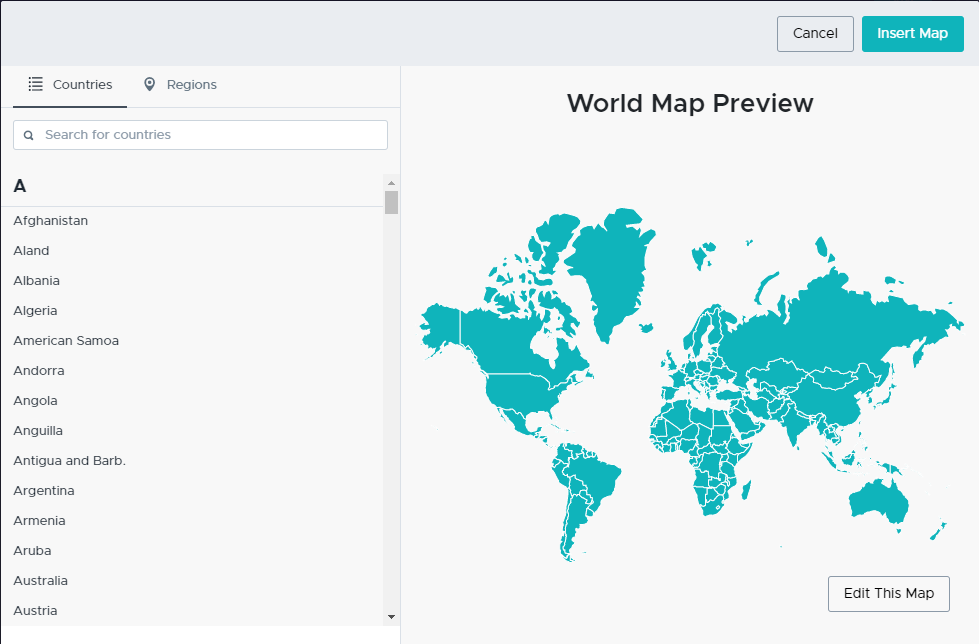 Cancel
Insert Map
Countries
Regions
Search for countries
A
Afghanistan
Aland
Albania
Algeria
American Samoa
Andorra
Angola
Anguilla
Antigua and Barb.
Argentina
Armenia
Aruba
Australia
Austria
World Map Preview
Edit This Map